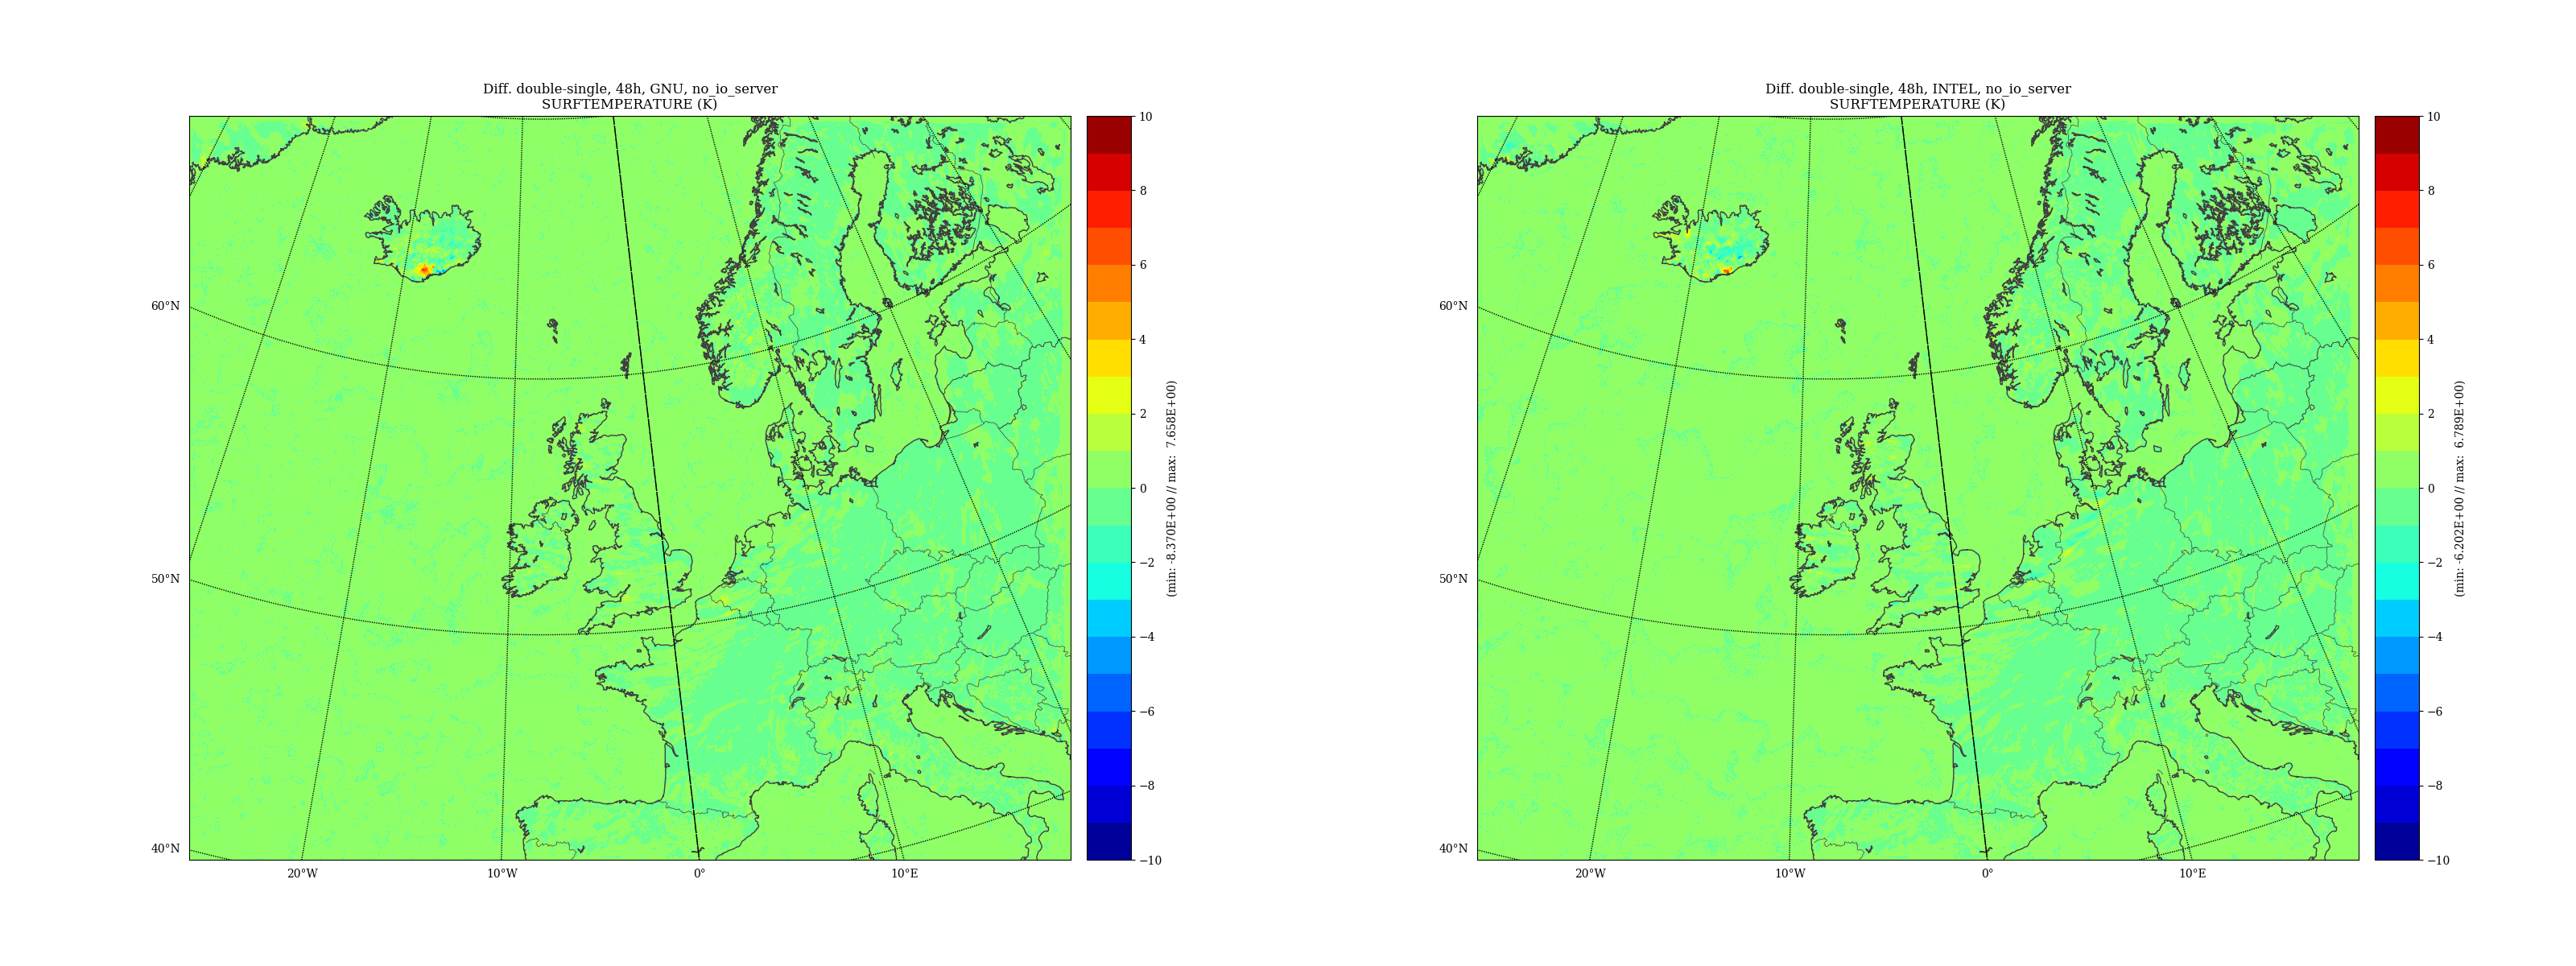 Diff. double-single, 48h, GNU, no_io_server
SURFTEMPERATURE (K)
60°N
50°N
40°N
20°W
10°W
0°
10°E
10
8
6
4
2
0
−2
−4
−6
−8
−10
(min: -8.370E+00 // max: 7.658E+00)
Diff. double-single, 48h, INTEL, no_io_server
SURFTEMPERATURE (K)
60°N
50°N
40°N
20°W
10°W
0°
10°E
10
8
6
4
2
0
−2
−4
−6
−8
−10
(min: -6.202E+00 // max: 6.789E+00)